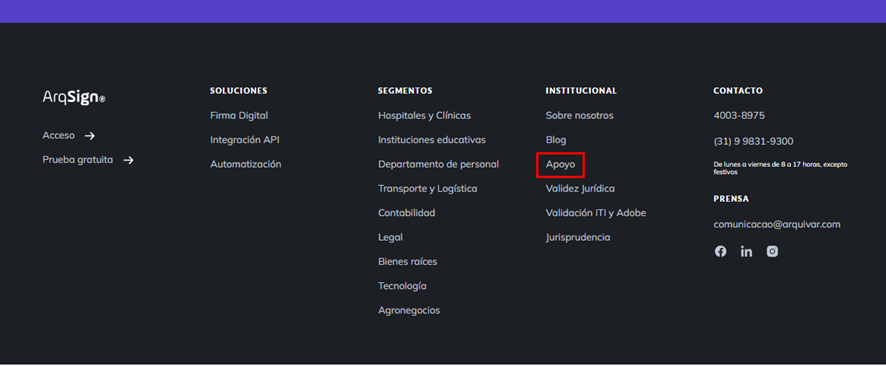 ArqSign®
Acceso
Prueba gratuita
SOLUCIONES
Firma Digital
Integración API
Automatización
SEGMENTOS
Hospitales y Clínicas
Instituciones educativas
Departamento de personal
Transporte y Logística
Contabilidad
Legal
Bienes raíces
Tecnología
Agronegocios
INSTITUCIONAL
Sobre nosotros
Blog
Apoyo
Validez Jurídica
Validación ITI y Adobe
Jurisprudencia
CONTACTO
4003-8975
(31) 9 9831-9300
De lunes a viernes de 8 a 17 horas, excepto
festivos
PRENSA
comunicacao@arquivar.com